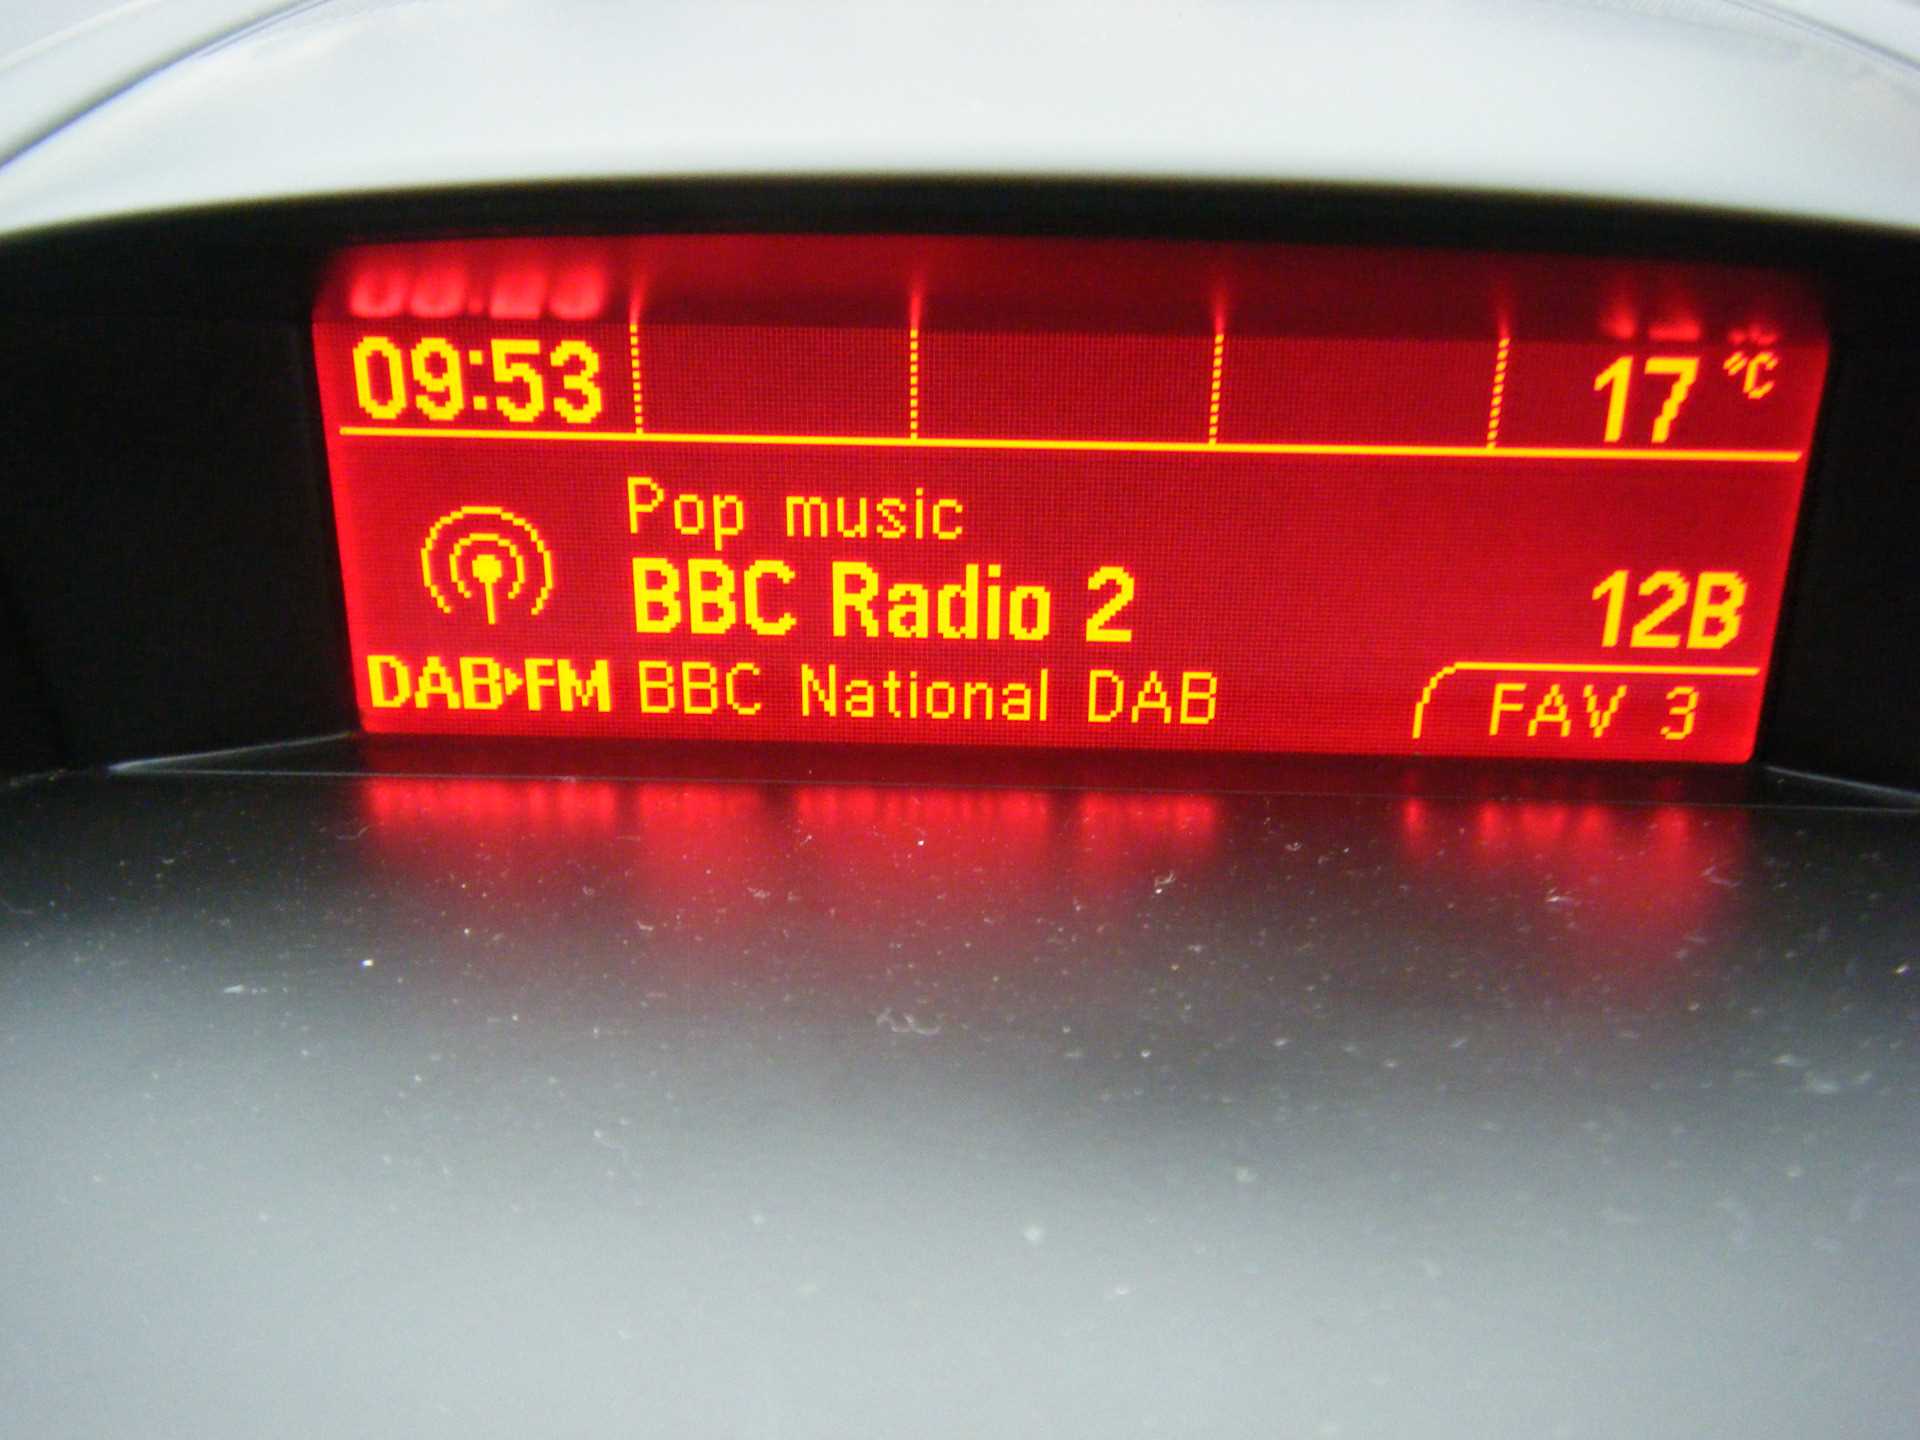 09:53 17 °C
Pop music
BBC Radio 2 12B
DAB▸FM BBC National DAB FAV 3